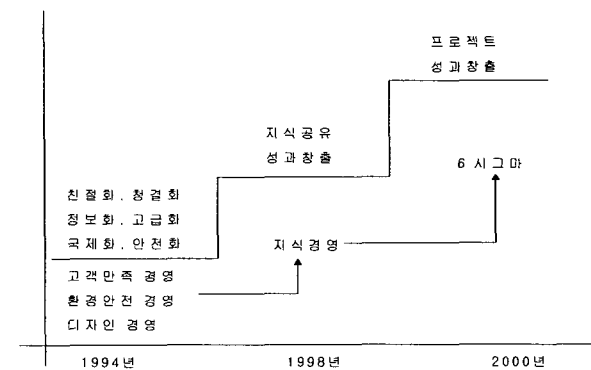 프로젝트
성과창출
지식공유
성과창출
6 시그마
친절화, 청결화
정보화, 고급화
국제화, 안전화
지식경영
고객만족 경영
환경안전 경영
디자인 경영
1994년
1998년
2000년